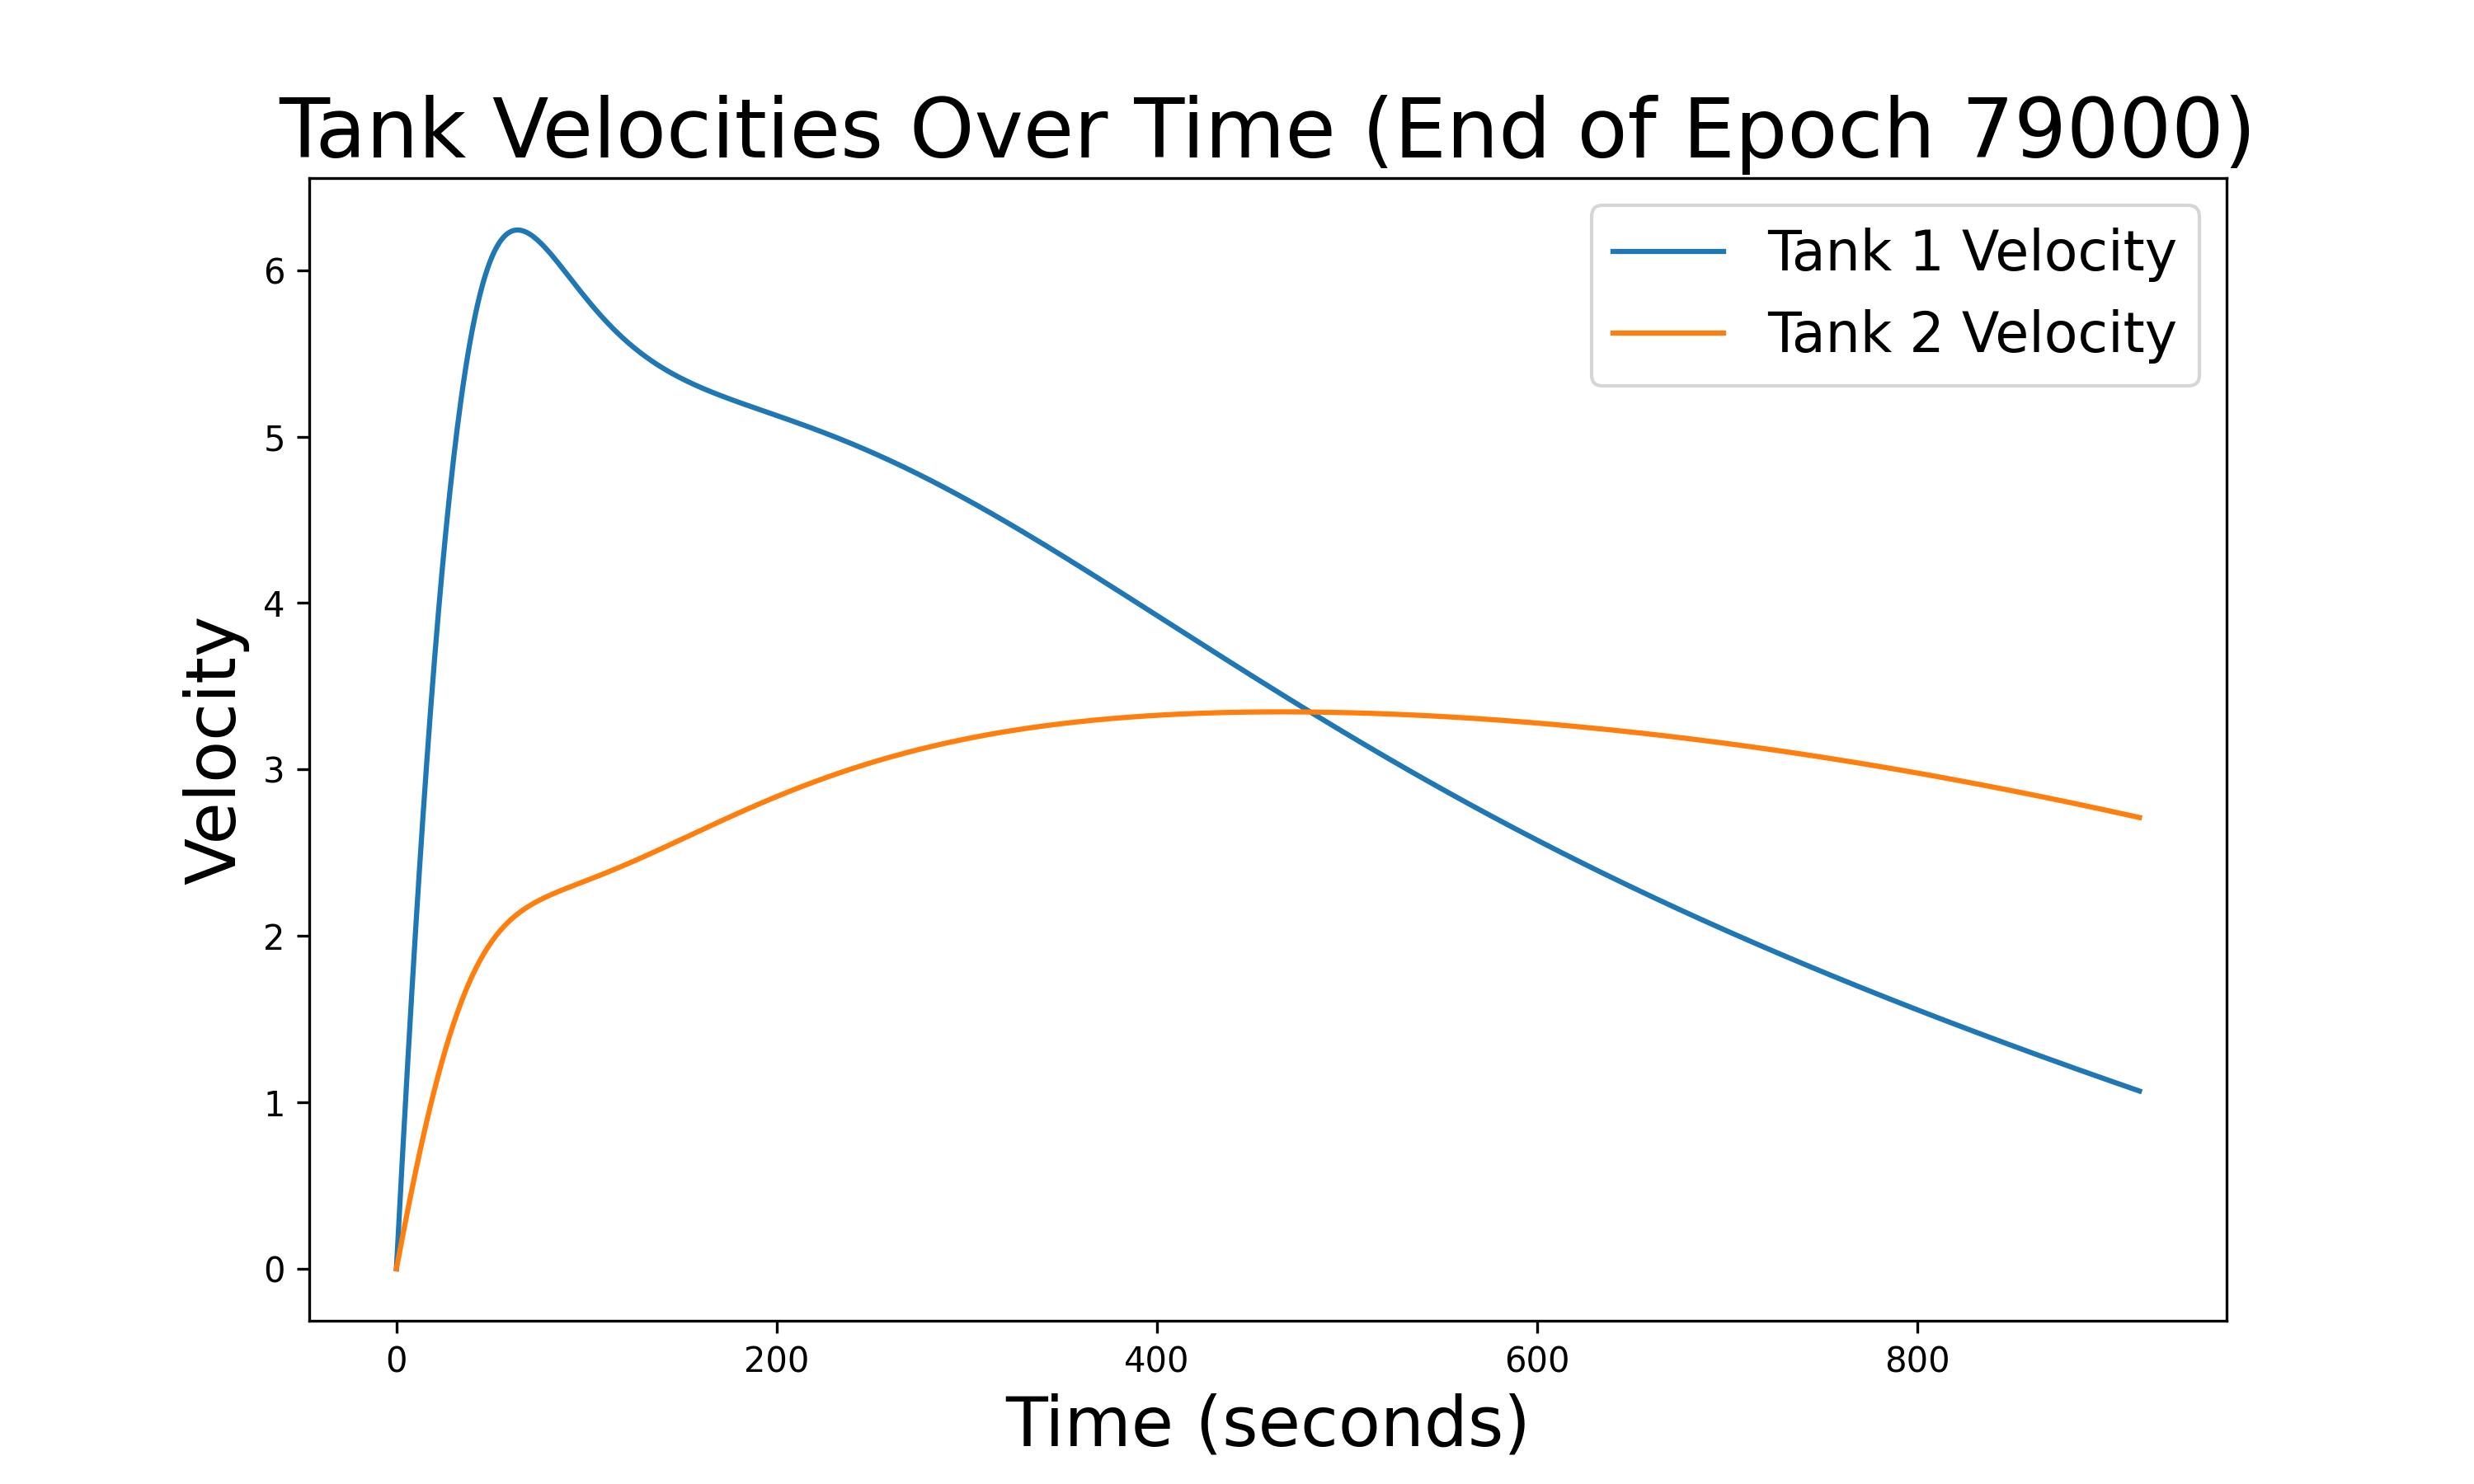 Tank Velocities Over Time (End of Epoch 79000)
Tank 1 Velocity
Tank 2 Velocity
Velocity
6
5
4
3
2
1
0
0 200 400 600 800
Time (seconds)